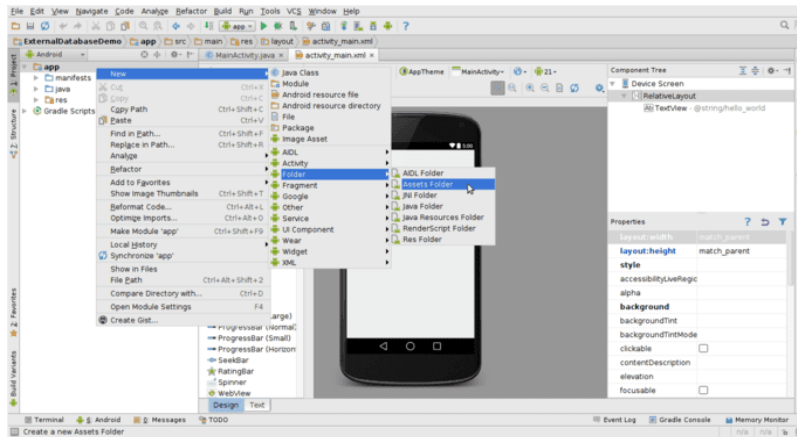 File Edit View Navigate Code Analyze Refactor Build Run Tools VCS Window Help
app
ExternalDatabaseDemo app src main res layout activity_main.xml
Android
MainActivity.java × activity_main.xml ×
app
manifests
java
res
Gradle Scripts
1: Project
7: Structure
2: Favorites
Build Variants
New
Cut Ctrl+X
Copy Ctrl+C
Copy Path Ctrl+Shift+C
Paste Ctrl+V
Find in Path... Ctrl+Shift+F
Replace in Path... Ctrl+Shift+R
Analyze
Refactor
Add to Favorites
Show Image Thumbnails Ctrl+Shift+T
Reformat Code... Ctrl+Alt+L
Optimize Imports... Ctrl+Alt+O
Make Module 'app' Ctrl+Shift+F9
Local History
Synchronize 'app'
Show in Files
File Path Ctrl+Alt+Shift+2
Compare Directory with... Ctrl+D
Open Module Settings F4
Create Gist...
Java Class
Module
Android resource file
Android resource directory
File
Package
Image Asset
AIDL
Activity
Folder
Fragment
Google
Other
Service
UI Component
Wear
Widget
XML
AIDL Folder
Assets Folder
JNI Folder
Java Folder
Java Resources Folder
RenderScript Folder
Res Folder
AppTheme MainActivity 21
5:00
Large)
ProgressBar (Normal)
ProgressBar (Small)
ProgressBar (Horizon
SeekBar
RatingBar
Spinner
WebView
Design Text
Component Tree
Device Screen
RelativeLayout
Ab TextView - @string/hello_world
Properties
layout:width match_parent
layout:height match_parent
style
accessibilityLiveRegic
alpha
background
backgroundTint
backgroundTintMode
clickable
contentDescription
elevation
focusable
Terminal 6: Android 0: Messages TODO Event Log Gradle Console Memory Monitor
Create a new Assets Folder n/a n/a